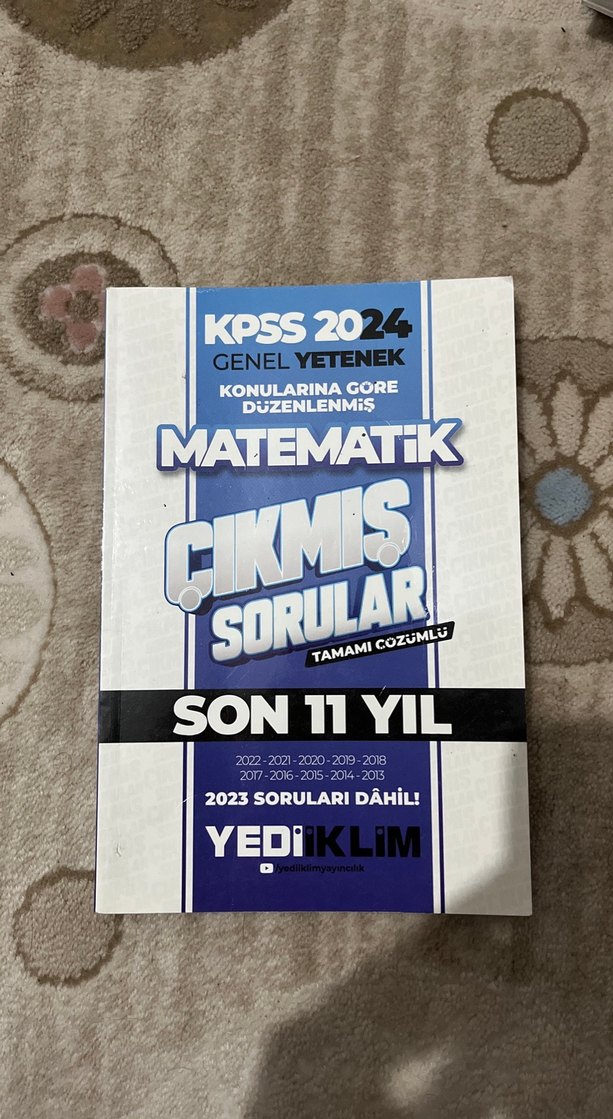 KPSS 2024
GENEL YETENEK
KONULARINA GÖRE
DÜZENLENMİŞ
MATEMATİK
ÇIKMIŞ
SORULAR
TAMAMI ÇÖZÜMLÜ
SON 11 YIL
2022 - 2021 - 2020 - 2019 - 2018
2017 - 2016 - 2015 - 2014 - 2013
2023 SORULARI DÂHİL!
YEDİİKLİM
/yediiklimyayıncılık